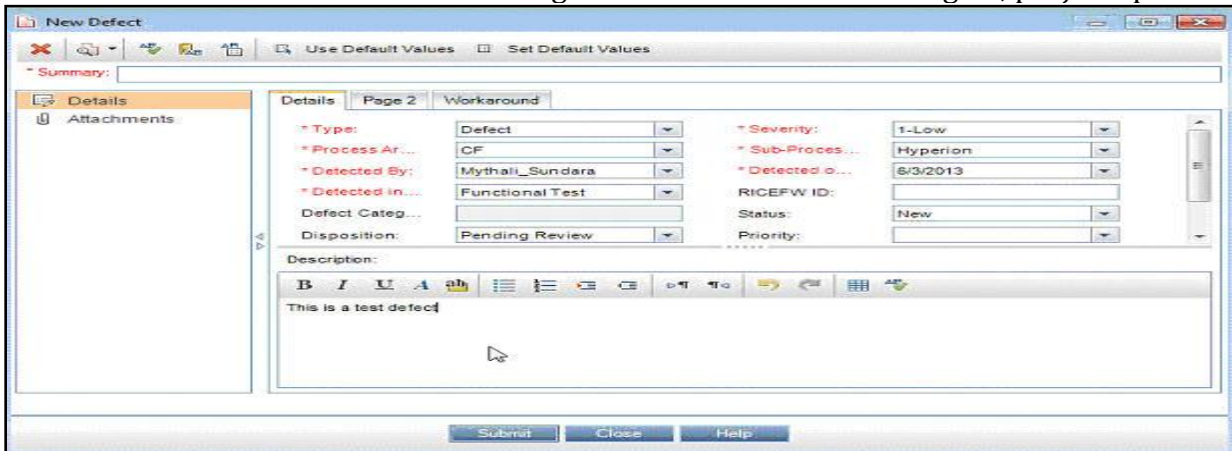 New Defect
Use Default Values Set Default Values
* Summary:
Details
Attachments
Details Page 2 Workaround
* Type: Defect * Severity: 1-Low
* Process Ar... CF * Sub-Proces... Hyperion
* Detected By: Mythali_Sundara * Detected o... 6/3/2013
* Detected in... Functional Test RICEFW ID:
Defect Categ... Status: New
Disposition: Pending Review Priority:
Description:
B I U A ab
This is a test defect
Submit Close Help